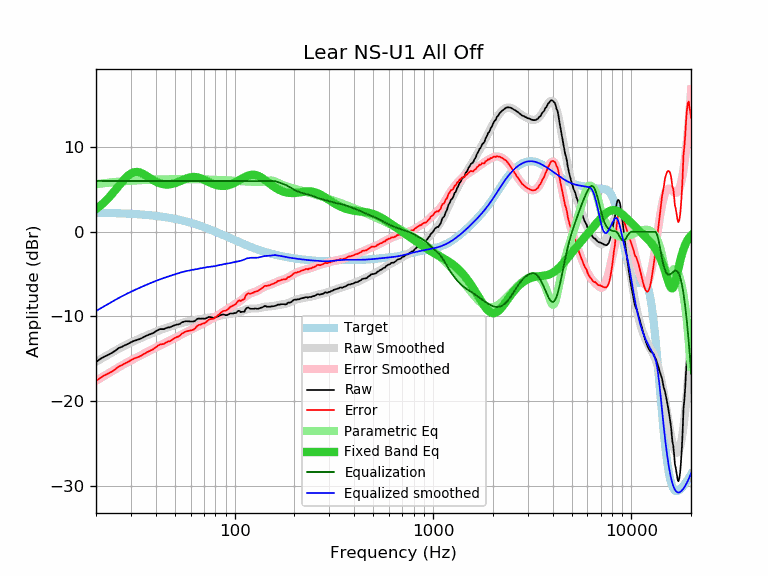 Lear NS-U1 All Off
Amplitude (dBr)
10
0
−10
−20
−30
Target
Raw Smoothed
Error Smoothed
Raw
Error
Parametric Eq
Fixed Band Eq
Equalization
Equalized smoothed
100
1000
10000
Frequency (Hz)